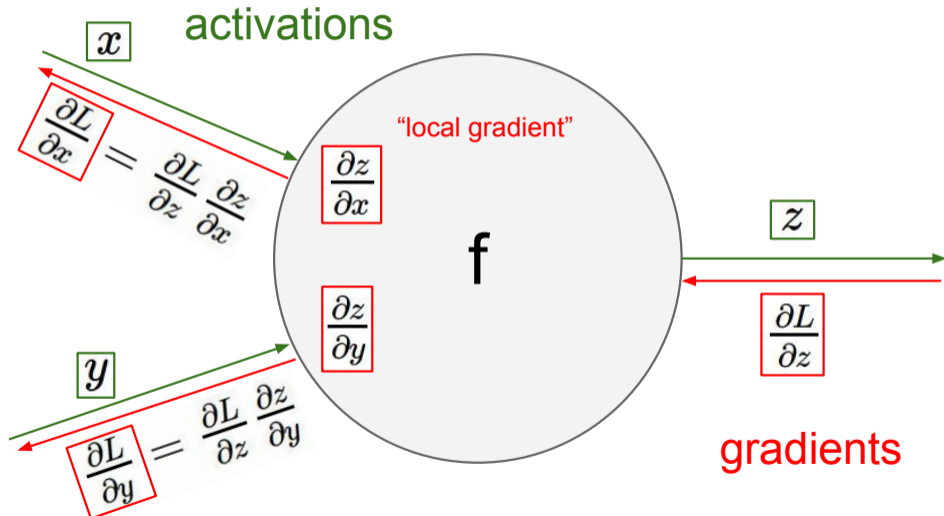 activations
x
∂L/∂x = ∂L/∂z ∂z/∂x
“local gradient”
∂z/∂x
f
z
∂L/∂z
∂z/∂y
y
∂L/∂y = ∂L/∂z ∂z/∂y
gradients